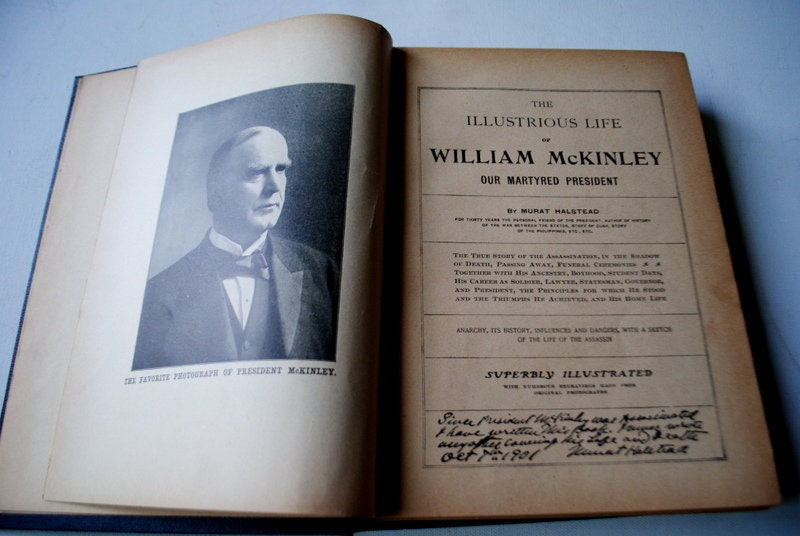 THE FAVORITE PHOTOGRAPH OF PRESIDENT McKINLEY.
THE
ILLUSTRIOUS LIFE
OF
WILLIAM McKINLEY
OUR MARTYRED PRESIDENT
By MURAT HALSTEAD
FOR THIRTY YEARS THE PERSONAL FRIEND OF THE PRESIDENT, AUTHOR OF HISTORY
OF THE WAR BETWEEN THE STATES, STORY OF CUBA, STORY
OF THE PHILIPPINES, ETC., ETC.
The True Story of the Assassination, in the Shadow
of Death, Passing Away, Funeral Ceremonies
Together with His Ancestry, Boyhood, Student Days,
His Career as Soldier, Lawyer, Statesman, Governor,
and President, the Principles for which He Stood
and the Triumphs He Achieved, and His Home Life
ANARCHY, ITS HISTORY, INFLUENCES AND DANGERS, WITH A SKETCH
OF THE LIFE OF THE ASSASSIN
SUPERBLY ILLUSTRATED
WITH NUMEROUS ENGRAVINGS MADE FROM
ORIGINAL PHOTOGRAPHS
Since President McKinley was Assassinated
I have written this Book. I never wrote
any other covering his Life and Death
Oct 7th 1901 Murat Halstead